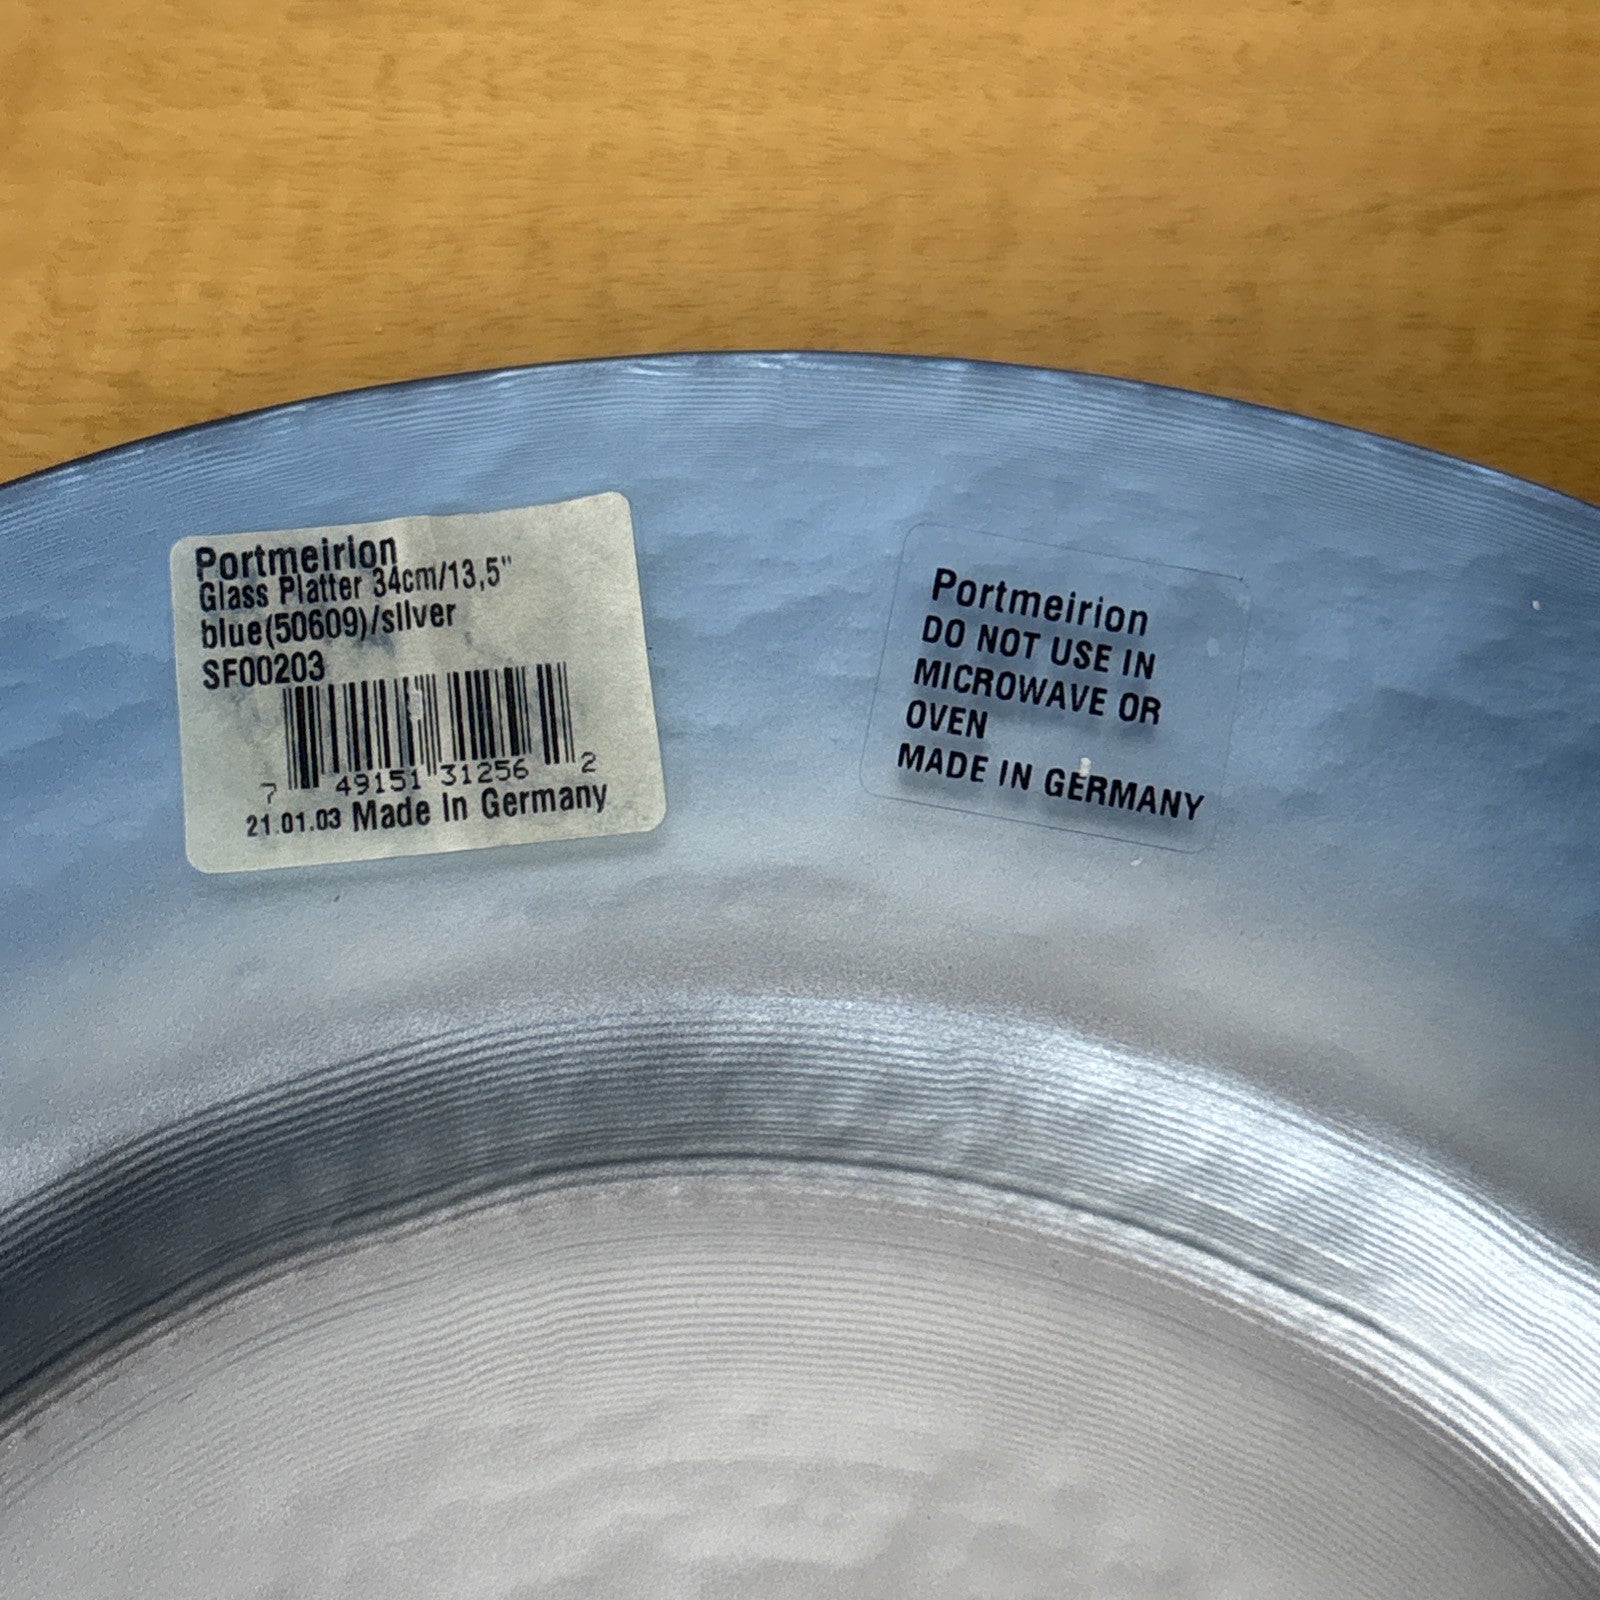 Portmeirion
Glass Platter 34cm/13,5"
blue(50609)/silver
SF00203
7 49151 31256 2
21.01.03 Made in Germany
Portmeirion
DO NOT USE IN
MICROWAVE OR
OVEN
MADE IN GERMANY